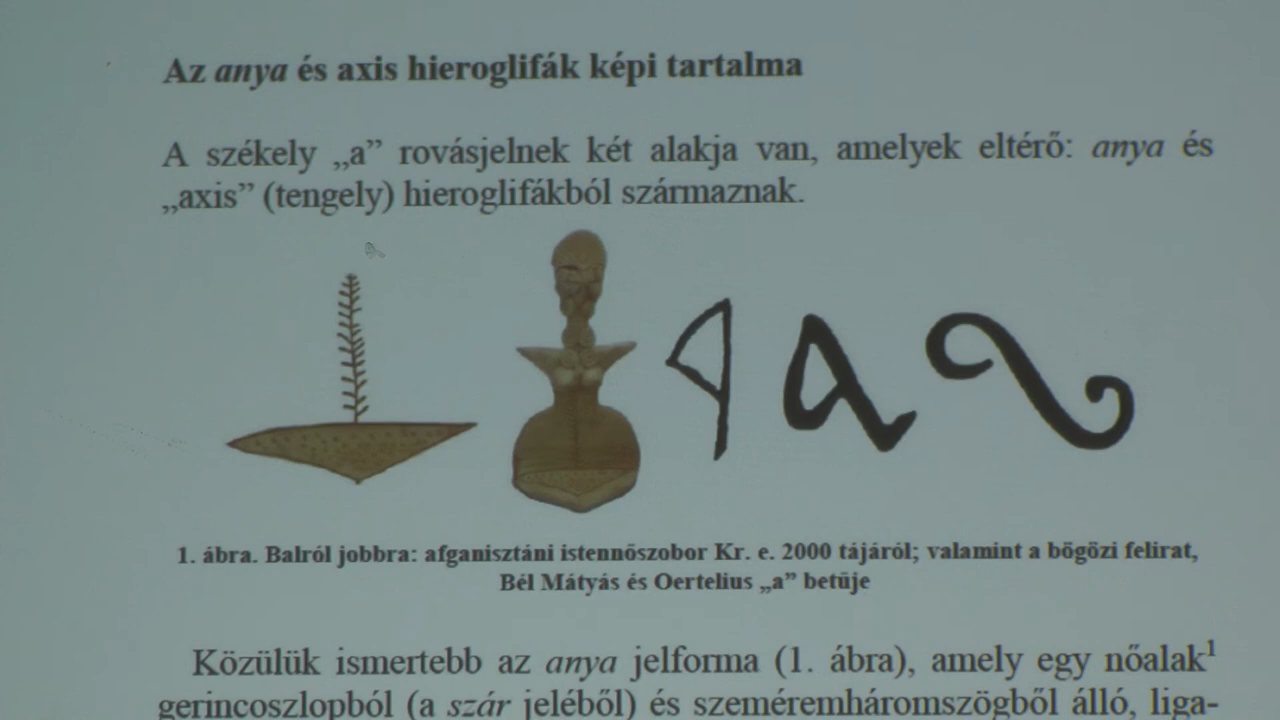 Az anya és axis hieroglifák képi tartalma
A székely „a” rovásjelnek két alakja van, amelyek eltérő: anya és
„axis” (tengely) hieroglifákból származnak.
1. ábra. Balról jobbra: afganisztáni istennőszobor Kr. e. 2000 tájáról; valamint a bögözi felirat,
Bél Mátyás és Oertelius „a” betűje
Közülük ismertebb az anya jelforma (1. ábra), amely egy nőalak¹
gerincoszlopból (a szár jeléből) és szeméremháromszögből álló, liga-